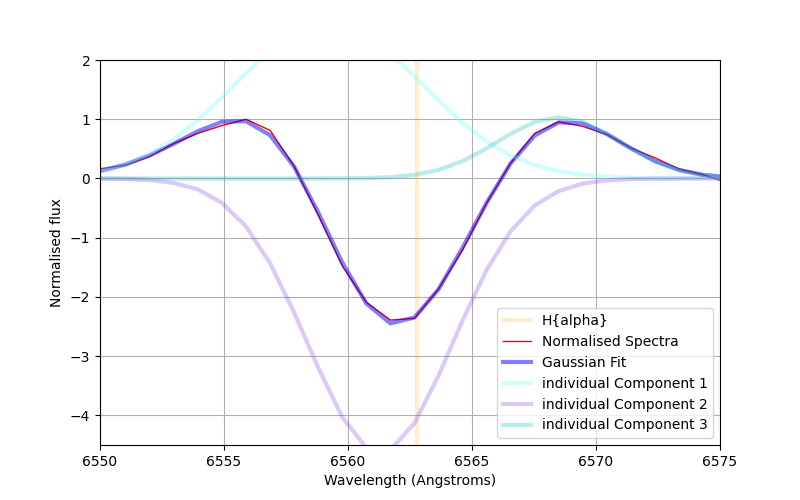 2
1
0
−1
−2
−3
−4
Normalised flux
H{alpha}
Normalised Spectra
Gaussian Fit
individual Component 1
individual Component 2
individual Component 3
6550 6555 6560 6565 6570 6575
Wavelength (Angstroms)